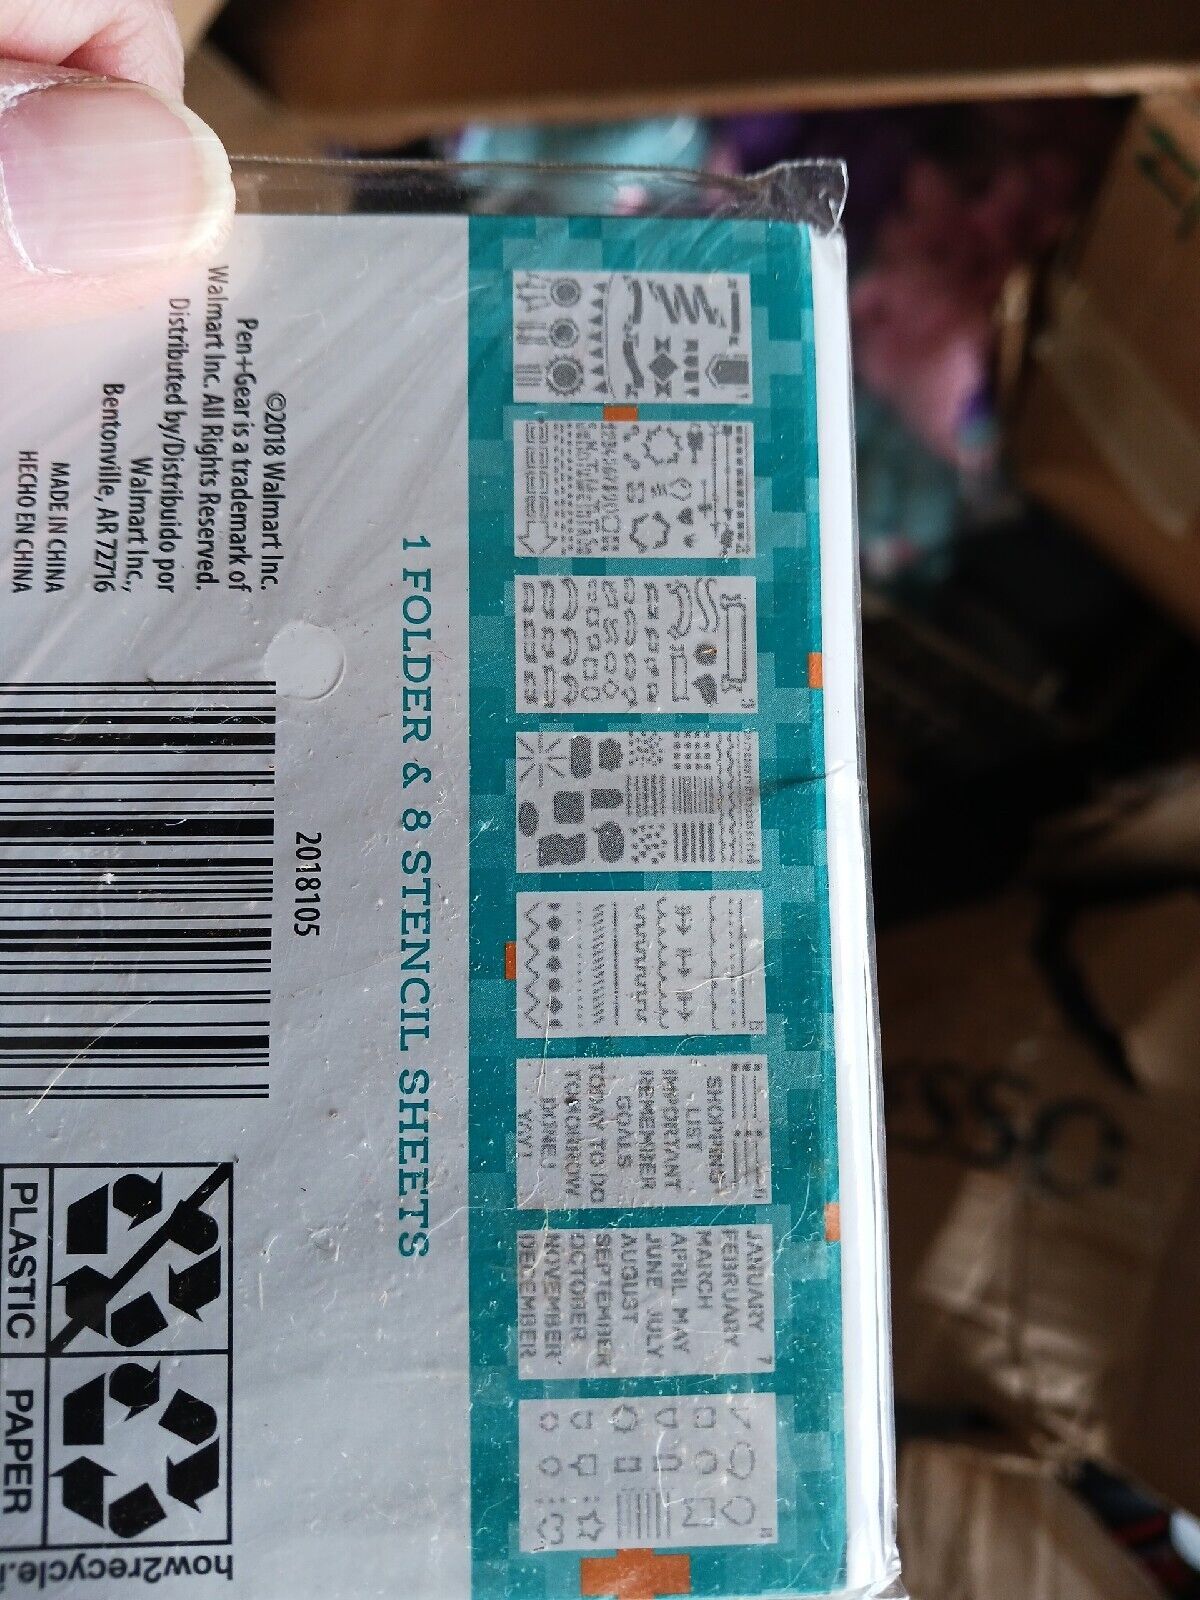 1 FOLDER & 8 STENCIL SHEETS
SHOPPING
LIST
IMPORTANT
REMEMBER
GOALS
TODAY TO DO
TOMORROW
DONE!
YAY!
JANUARY
FEBRUARY
MARCH
APRIL MAY
JUNE JULY
AUGUST
SEPTEMBER
OCTOBER
NOVEMBER
DECEMBER
7
©2018 Walmart Inc.
Pen+Gear is a trademark of
Walmart Inc. All Rights Reserved.
Distributed by/Distribuido por
Walmart Inc.,
Bentonville, AR 72716
MADE IN CHINA
HECHO EN CHINA
2018105
PLASTIC
PAPER
how2recycle.